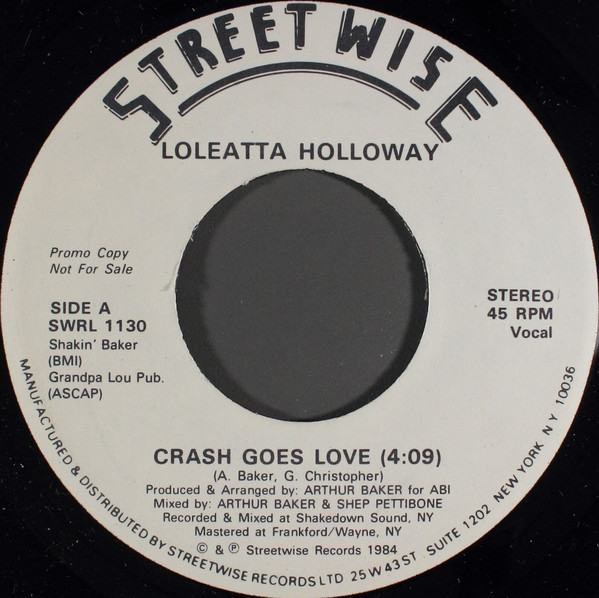 STREETWISE
LOLEATTA HOLLOWAY
Promo Copy
Not For Sale
SIDE A
SWRL 1130
Shakin' Baker
(BMI)
Grandpa Lou Pub.
(ASCAP)
STEREO
45 RPM
Vocal
CRASH GOES LOVE (4:09)
(A. Baker, G. Christopher)
Produced & Arranged by: ARTHUR BAKER for ABI
Mixed by: ARTHUR BAKER & SHEP PETTIBONE
Recorded & Mixed at Shakedown Sound, NY
Mastered at Frankford/Wayne, NY
© & ℗ Streetwise Records 1984
MANUFACTURED & DISTRIBUTED BY STREETWISE RECORDS LTD 25 W 43 ST. SUITE 1202 NEW YORK N Y 10036